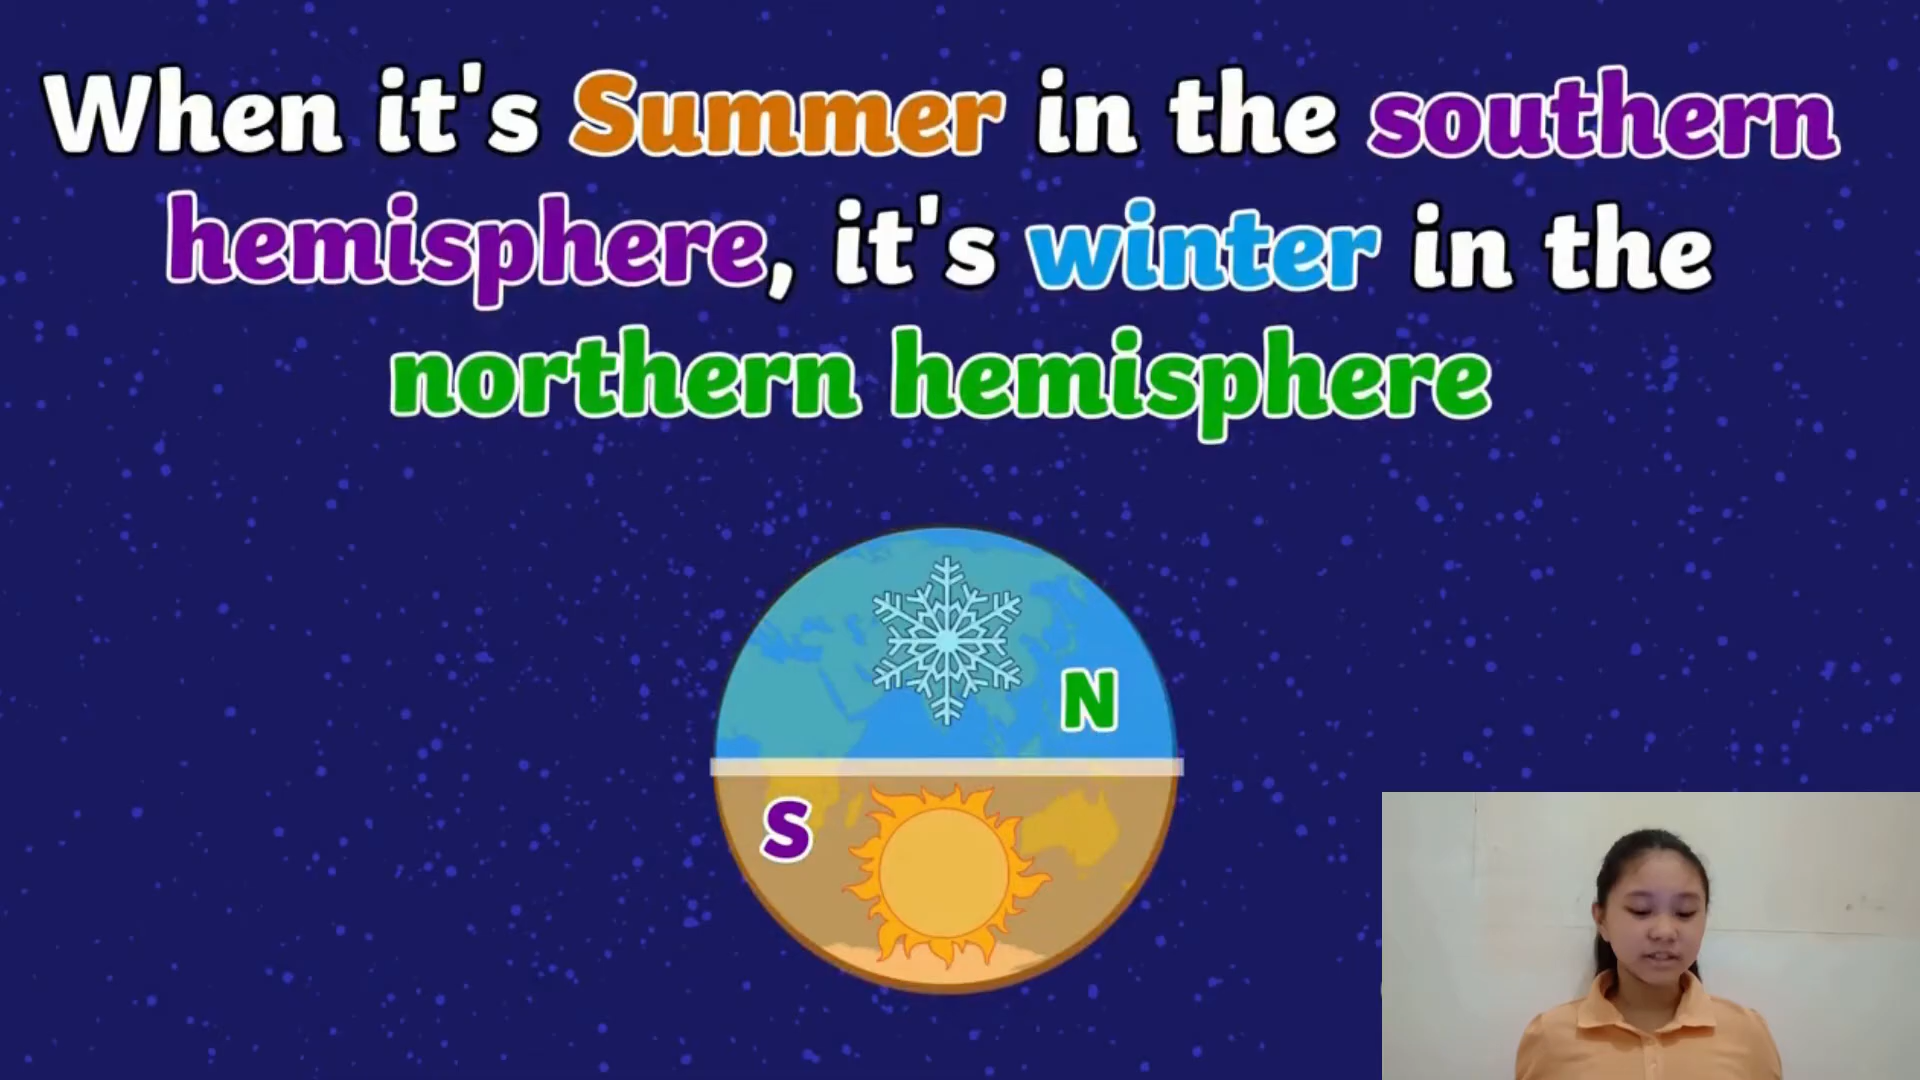 When it's Summer in the southern
hemisphere, it's winter in the
northern hemisphere
N
S